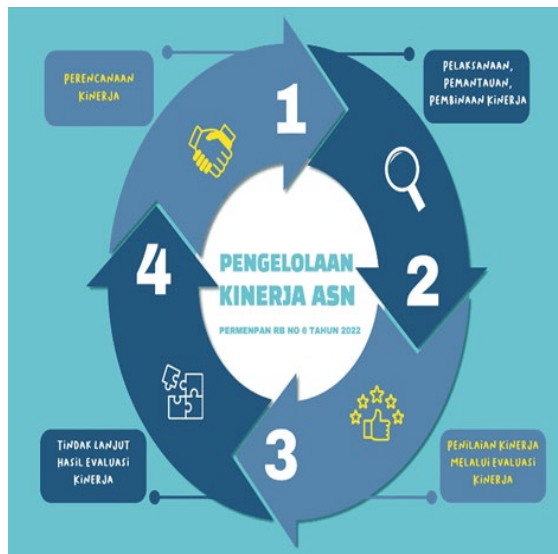 PERENCANAAN
KINERJA
1
PELAKSANAAN,
PEMANTAUAN,
PEMBINAAN KINERJA
2
PENGELOLAAN
KINERJA ASN
PERMENPAN RB NO 6 TAHUN 2022
4
3
TINDAK LANJUT
HASIL EVALUASI
KINERJA
PENILAIAN KINERJA
MELALUI EVALUASI
KINERJA